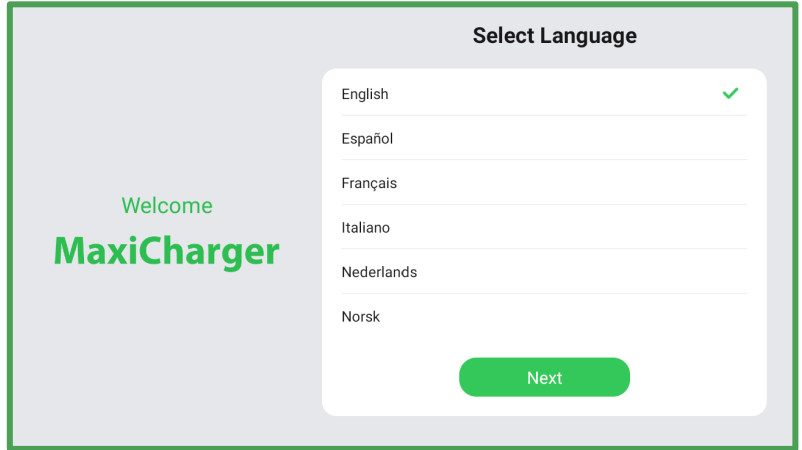 Select Language
English
Español
Français
Italiano
Nederlands
Norsk
Next
Welcome
MaxiCharger